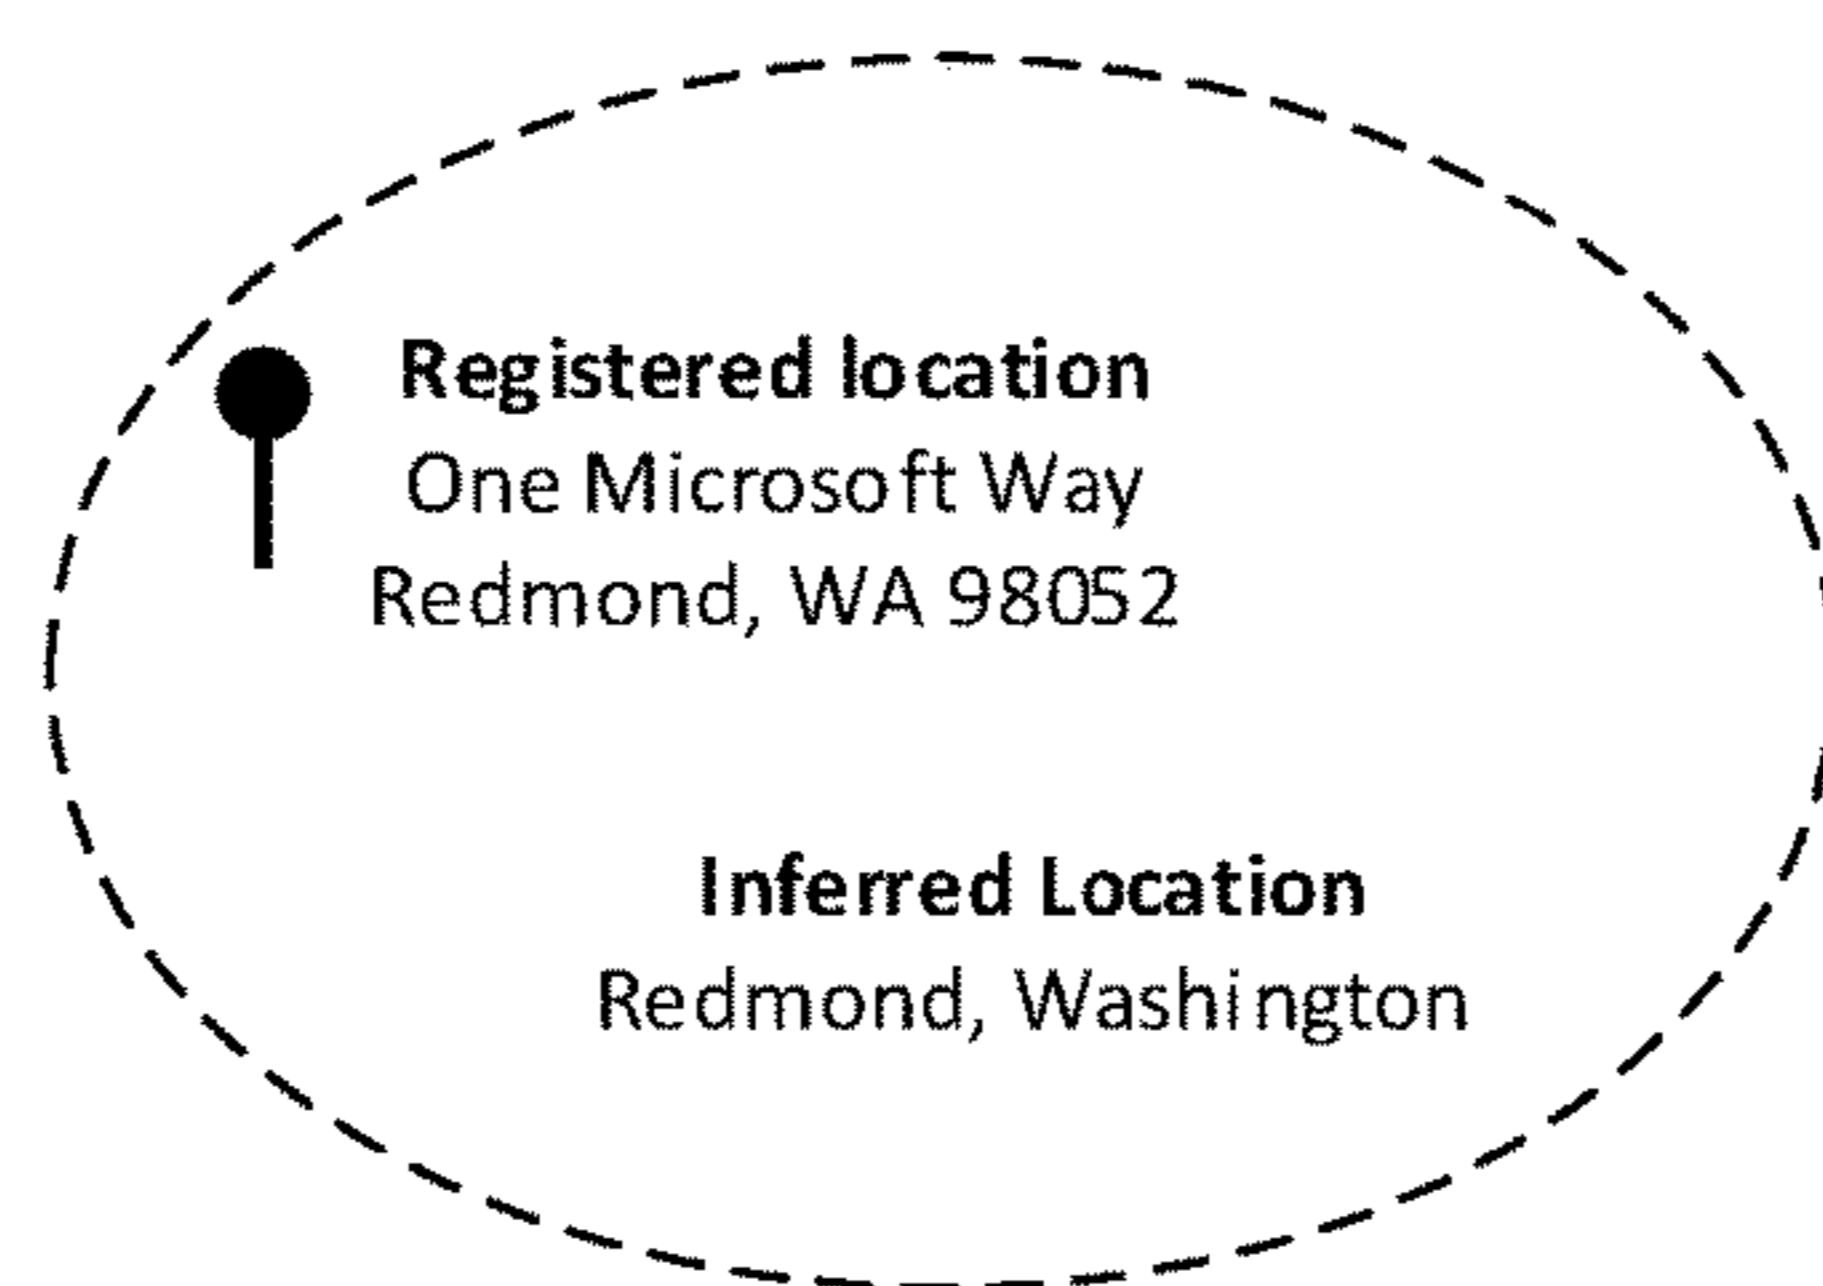 Registered location
One Microsoft Way
Redmond, WA 98052
Inferred Location
Redmond, Washington